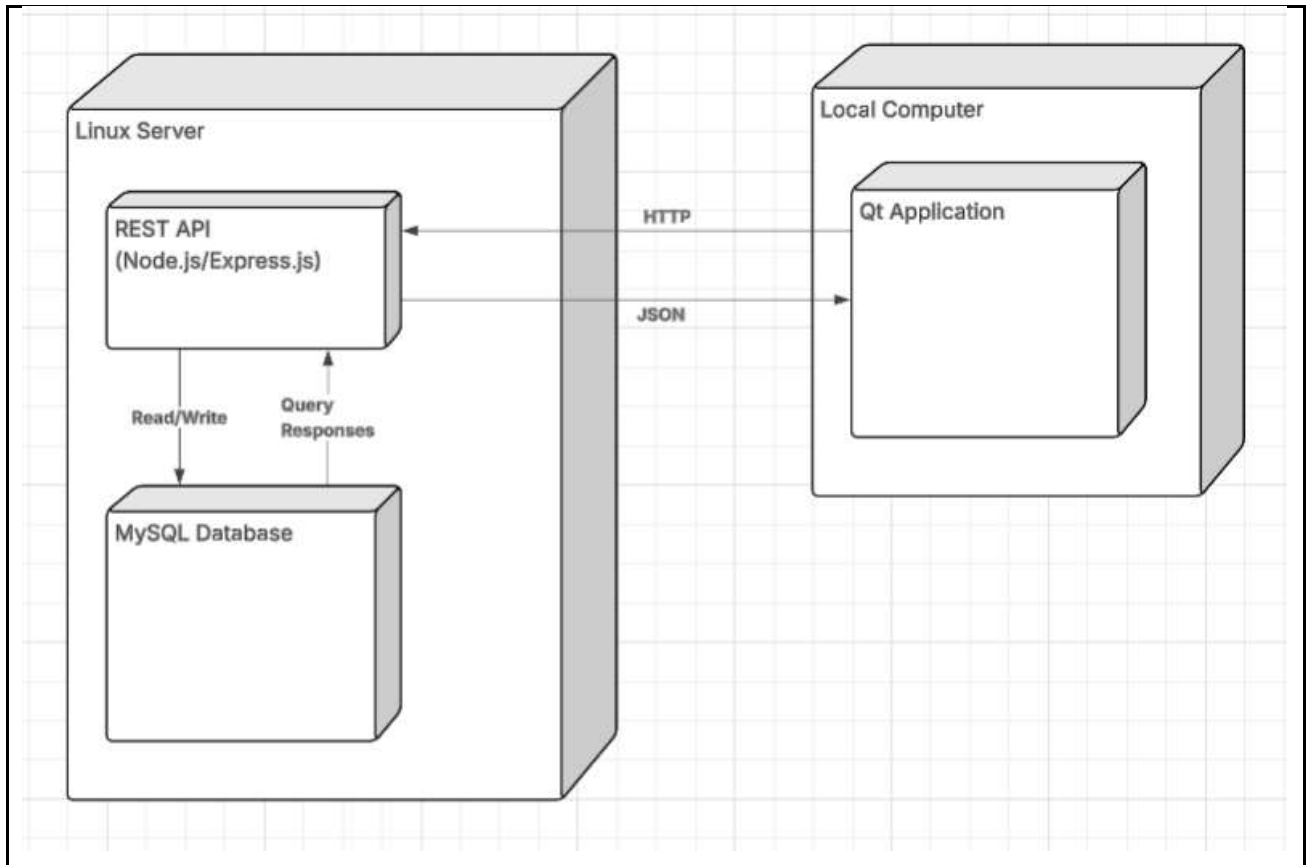 Linux Server
REST API
(Node.js/Express.js)
Read/Write
Query
Responses
MySQL Database
HTTP
JSON
Local Computer
Qt Application